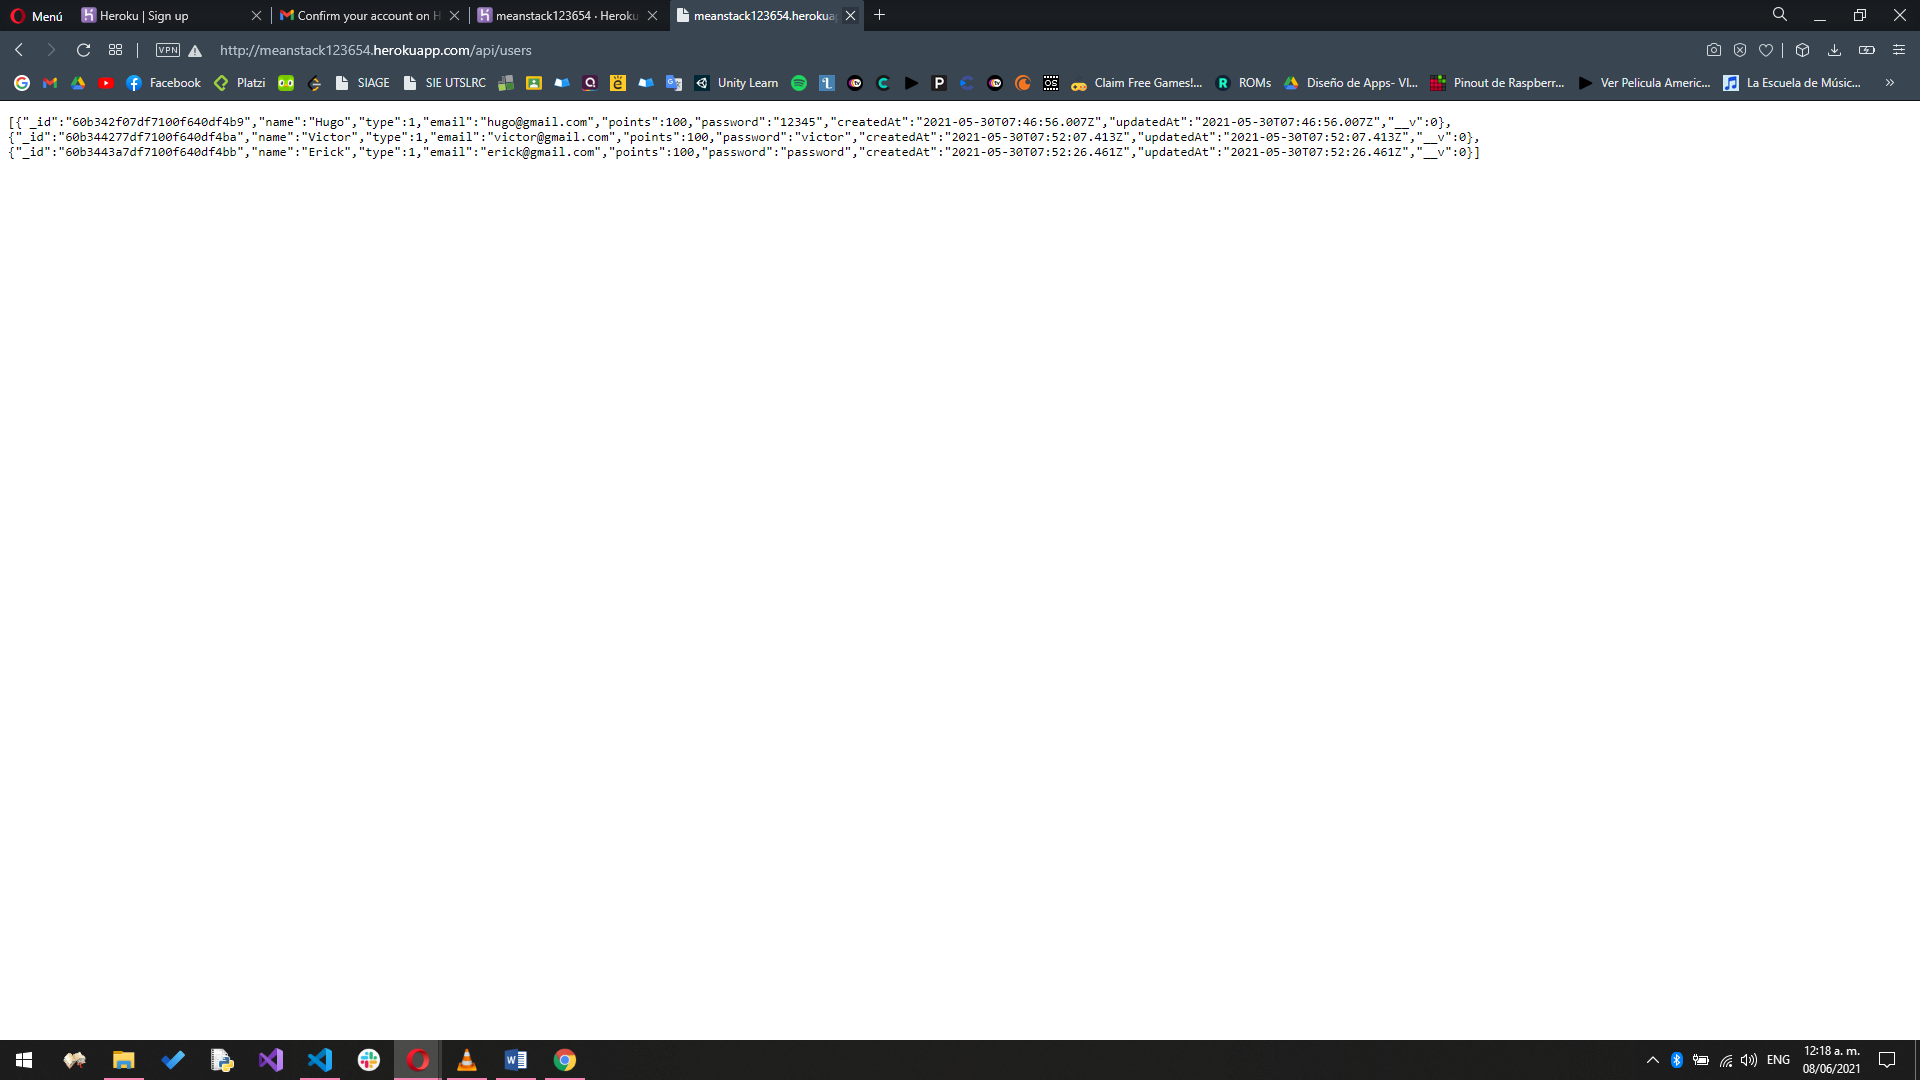 Menú
Heroku | Sign up
Confirm your account on H
meanstack123654 · Heroku
meanstack123654.herokuap
VPN
http://meanstack123654.herokuapp.com/api/users
Facebook
Platzi
SIAGE
SIE UTSLRC
Unity Learn
Claim Free Games!...
ROMs
Diseño de Apps- VI...
Pinout de Raspberr...
Ver Pelicula Americ...
La Escuela de Músic...
[{"_id":"60b342f07df7100f640df4b9","name":"Hugo","type":1,"email":"hugo@gmail.com","points":100,"password":"12345","createdAt":"2021-05-30T07:46:56.007Z","updatedAt":"2021-05-30T07:46:56.007Z","__v":0},
{"_id":"60b344277df7100f640df4ba","name":"Victor","type":1,"email":"victor@gmail.com","points":100,"password":"victor","createdAt":"2021-05-30T07:52:07.413Z","updatedAt":"2021-05-30T07:52:07.413Z","__v":0},
{"_id":"60b3443a7df7100f640df4bb","name":"Erick","type":1,"email":"erick@gmail.com","points":100,"password":"password","createdAt":"2021-05-30T07:52:26.461Z","updatedAt":"2021-05-30T07:52:26.461Z","__v":0}]
ENG
12:18 a. m.
08/06/2021